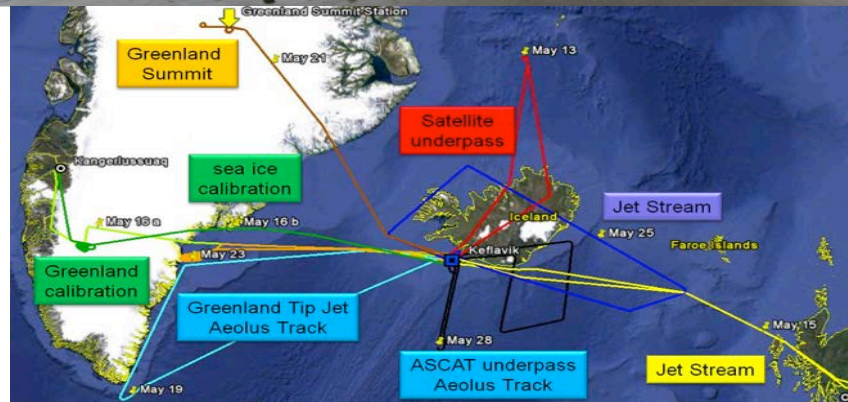 Greenland Summit Station
May 21
May 13
Greenland
Summit
Satellite
underpass
Kangerlussuaq
sea ice
calibration
Iceland
Jet Stream
May 16 a
May 16 b
May 25
Faroe Islands
Keflavik
May 23
Greenland
calibration
Greenland Tip Jet
Aeolus Track
May 15
May 28
ASCAT underpass
Aeolus Track
Jet Stream
May 19